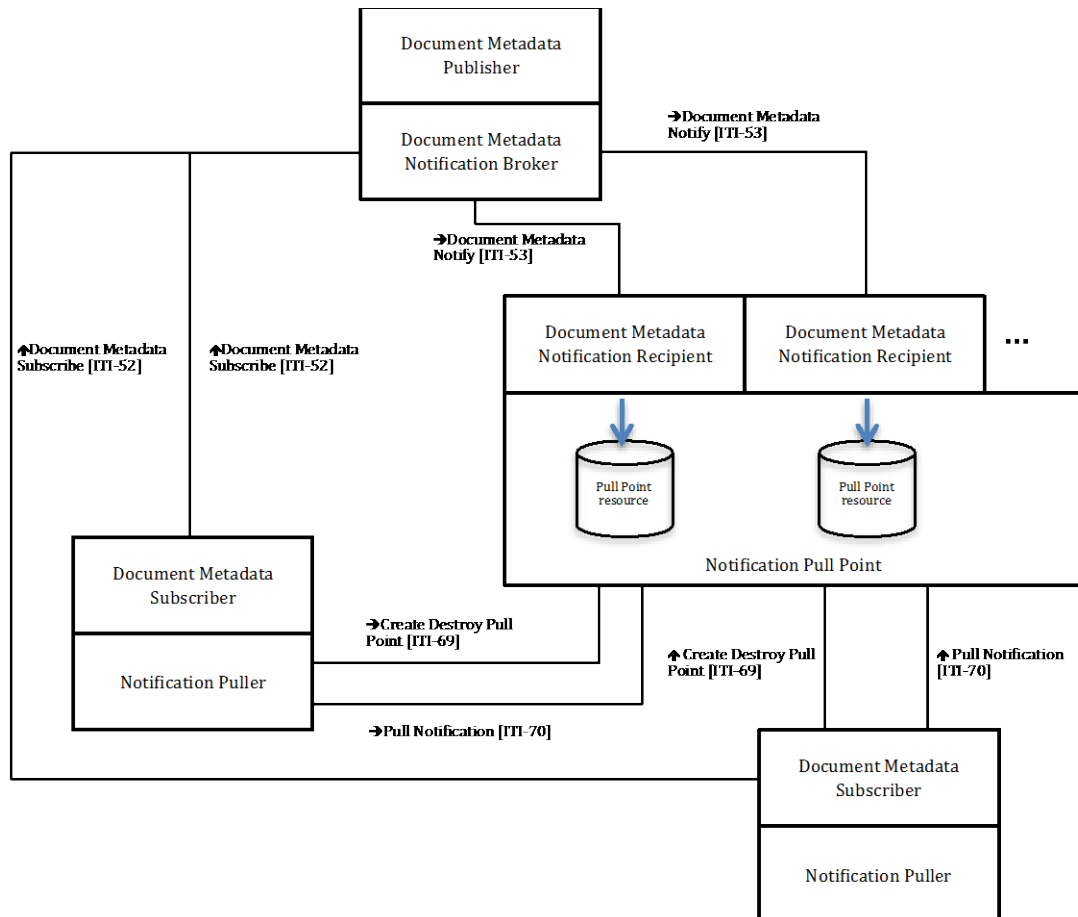 Document Metadata
Publisher
Document Metadata
Notification Broker
➔Document Metadata
Notify [ITI-53]
➔Document Metadata
Notify [ITI-53]
🡩Document Metadata
Subscribe [ITI-52]
🡩Document Metadata
Subscribe [ITI-52]
Document Metadata
Notification Recipient
Document Metadata
Notification Recipient
...
Pull Point
resource
Pull Point
resource
Notification Pull Point
Document Metadata
Subscriber
Notification Puller
➔Create Destroy Pull
Point [ITI-69]
➔Pull Notification [ITI-70]
🡩 Create Destroy Pull
Point [ITI-69]
🡩 Pull Notification
[ITI-70]
Document Metadata
Subscriber
Notification Puller